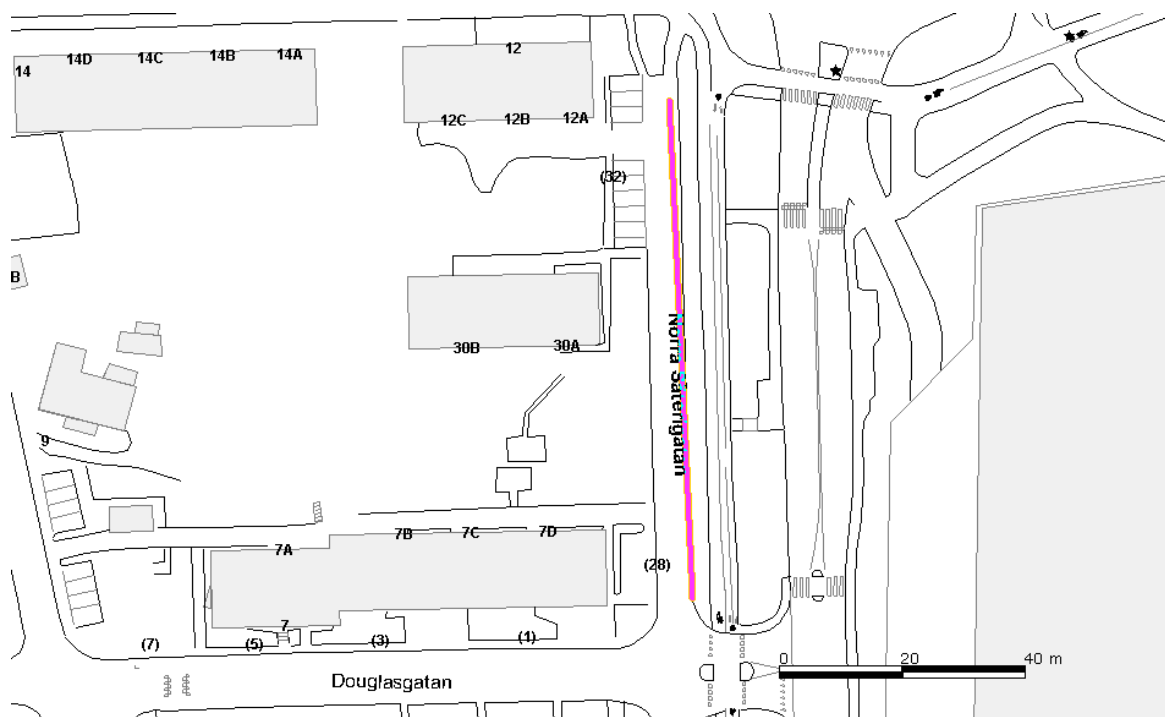 14 14D 14C 14B 14A
12
12C 12B 12A
(32)
B
30B 30A
Norra Säterigatan
9
7A 7B 7C 7D
(28)
7
(7) (5) (3) (1)
0 20 40 m
Douglasgatan